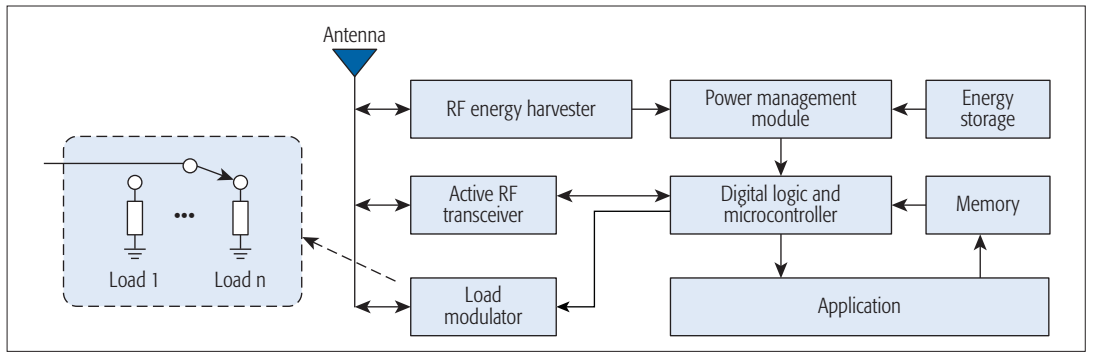 Antenna
RF energy harvester
Power management
module
Energy
storage
Active RF
transceiver
Digital logic and
microcontroller
Memory
Load 1
Load n
Load
modulator
Application